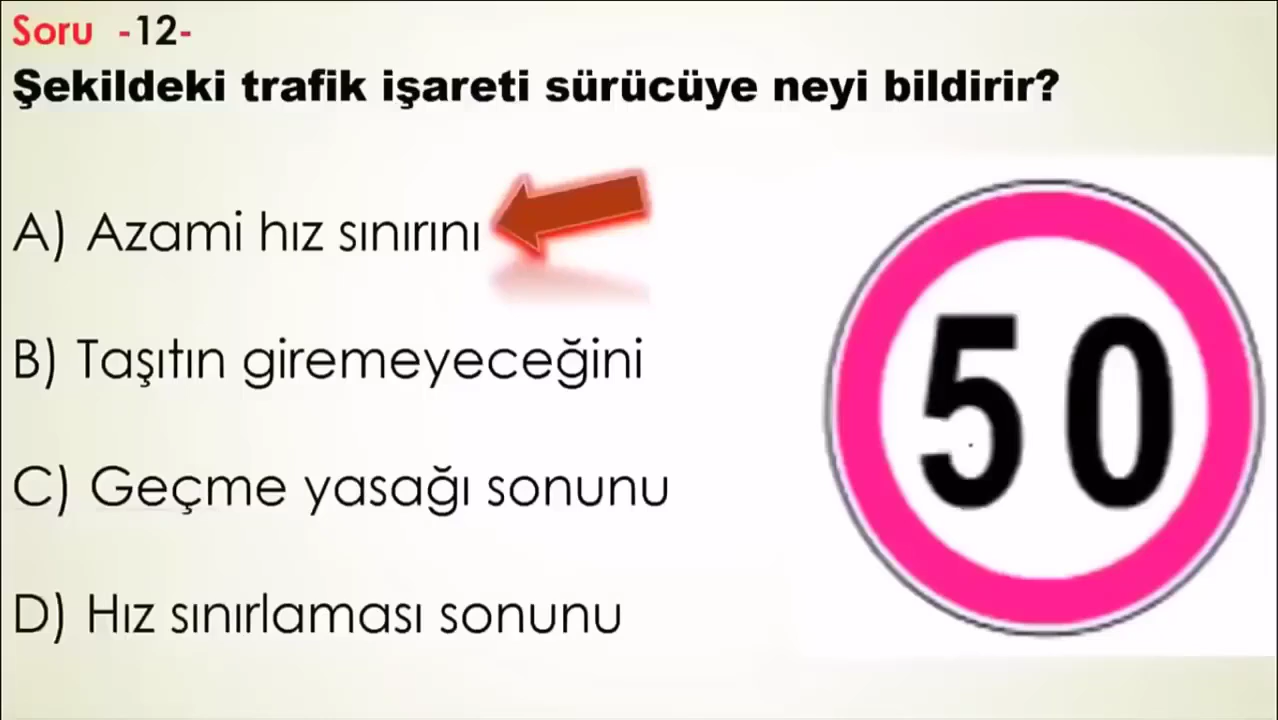 Soru -12-
Şekildeki trafik işareti sürücüye neyi bildirir?
A) Azami hız sınırını
B) Taşıtın giremeyeceğini
C) Geçme yasağı sonunu
D) Hız sınırlaması sonunu
50